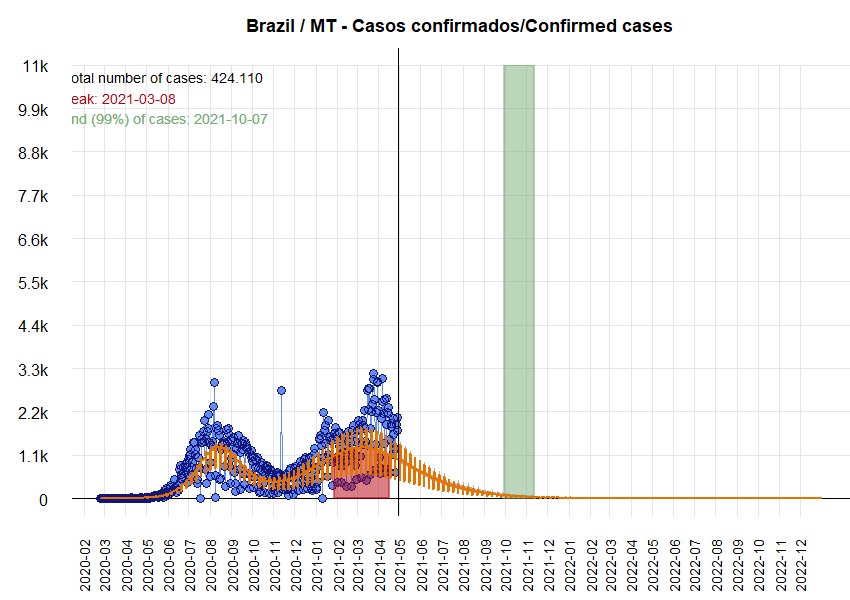 Brazil / MT - Casos confirmados/Confirmed cases
11k
otal number of cases: 424.110
eak: 2021-03-08
9.9k
nd (99%) of cases: 2021-10-07
8.8k
7.7k
6.6k
5.5k
4.4k
3.3k
2.2k
1.1k
0
2020-02
2020-03
2020-04
2020-05
2020-06
2020-07
2020-08
2020-09
2020-10
2020-11
2020-12
2021-01
2021-02
2021-03
2021-04
2021-05
2021-06
2021-07
2021-08
2021-09
2021-10
2021-11
2021-12
2022-01
2022-02
2022-03
2022-04
2022-05
2022-06
2022-07
2022-08
2022-09
2022-10
2022-11
2022-12